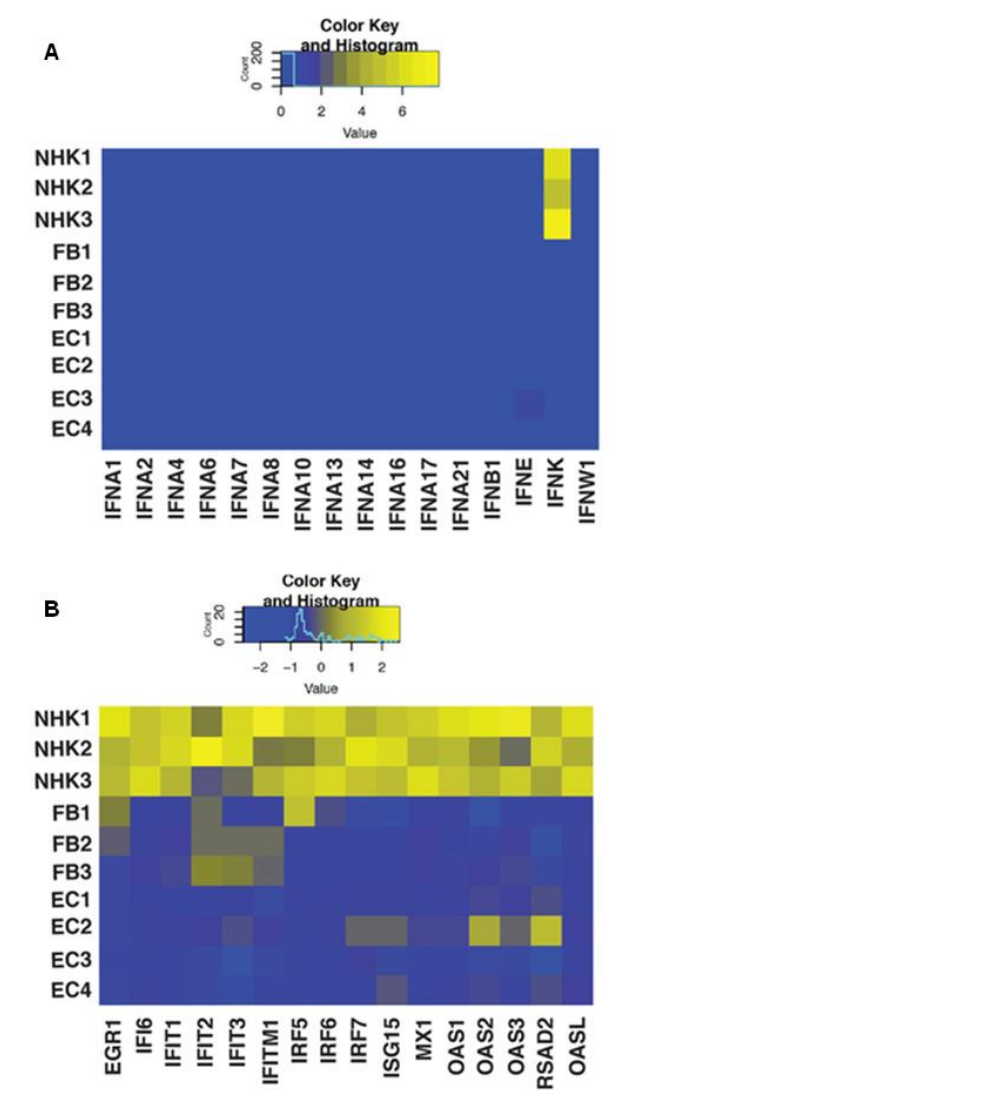 A
Color Key
and Histogram
Count
0 200
0 2 4 6
Value
NHK1
NHK2
NHK3
FB1
FB2
FB3
EC1
EC2
EC3
EC4
IFNA1
IFNA2
IFNA4
IFNA6
IFNA7
IFNA8
IFNA10
IFNA13
IFNA14
IFNA16
IFNA17
IFNA21
IFNB1
IFNE
IFNK
IFNW1
B
Color Key
and Histogram
Count
0 20
−2 −1 0 1 2
Value
NHK1
NHK2
NHK3
FB1
FB2
FB3
EC1
EC2
EC3
EC4
EGR1
IFI6
IFIT1
IFIT2
IFIT3
IFITM1
IRF5
IRF6
IRF7
ISG15
MX1
OAS1
OAS2
OAS3
RSAD2
OASL